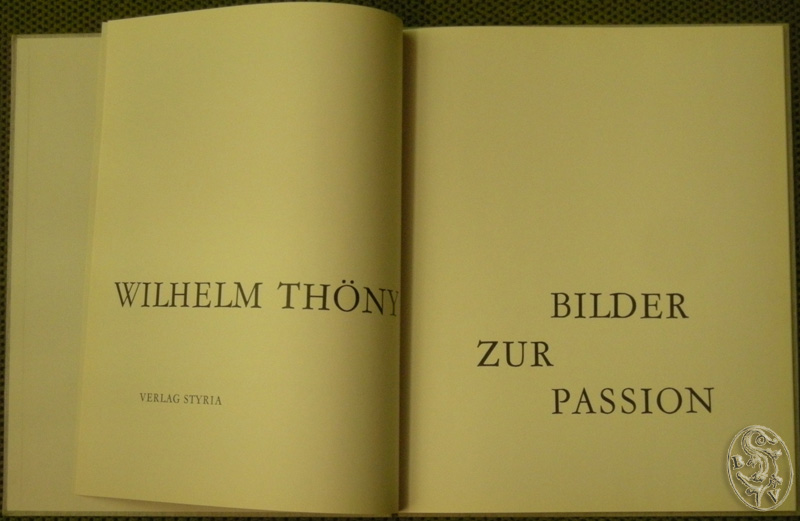 WILHELM THÖNY
VERLAG STYRIA
BILDER
ZUR
PASSION